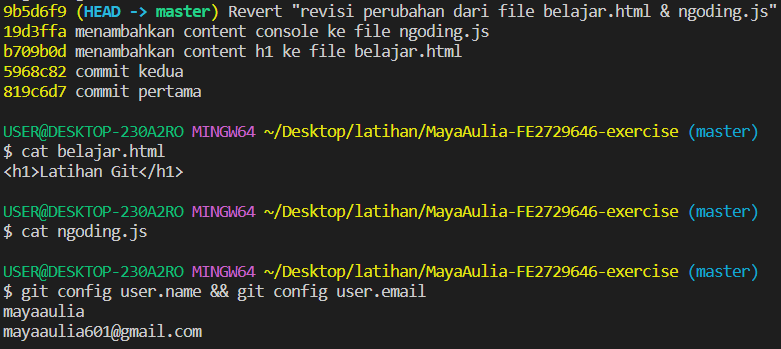 9b5d6f9 (HEAD -> master) Revert "revisi perubahan dari file belajar.html & ngoding.js"
19d3ffa menambahkan content console ke file ngoding.js
b709b0d menambahkan content h1 ke file belajar.html
5968c82 commit kedua
819c6d7 commit pertama
USER@DESKTOP-230A2RO MINGW64 ~/Desktop/latihan/MayaAulia-FE2729646-exercise (master)
$ cat belajar.html
<h1>Latihan Git</h1>
USER@DESKTOP-230A2RO MINGW64 ~/Desktop/latihan/MayaAulia-FE2729646-exercise (master)
$ cat ngoding.js
USER@DESKTOP-230A2RO MINGW64 ~/Desktop/latihan/MayaAulia-FE2729646-exercise (master)
$ git config user.name && git config user.email
mayaaulia
mayaaulia601@gmail.com